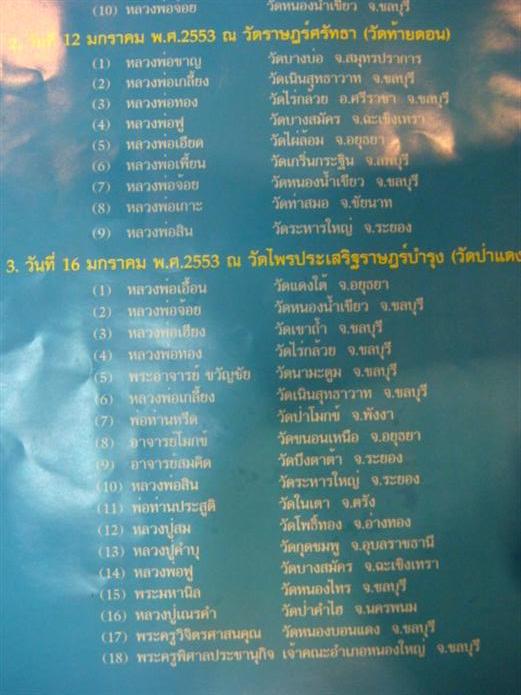 (10) หลวงพ่อจ้อย วัดหนองน้ำเขียว จ.ชลบุรี
2. วันที่ 12 มกราคม พ.ศ.2553 ณ วัดราษฎร์ศรัทธา (วัดท้ายดอน)
(1) หลวงพ่อชาญ วัดบางบ่อ จ.สมุทรปราการ
(2) หลวงพ่อเกลี้ยง วัดเนินสุทธาวาท จ.ชลบุรี
(3) หลวงพ่อทอง วัดไร่กล้วย อ.ศรีราชา จ.ชลบุรี
(4) หลวงพ่อฟู วัดบางสมัคร จ.ฉะเชิงเทรา
(5) หลวงพ่อเอียด วัดไผ่ล้อม จ.อยุธยา
(6) หลวงพ่อเพี้ยน วัดเกริ่นกระฐิน จ.ลพบุรี
(7) หลวงพ่อจ้อย วัดหนองน้ำเขียว จ.ชลบุรี
(8) หลวงพ่อเกาะ วัดท่าสมอ จ.ชัยนาท
(9) หลวงพ่อสิน วัดระหารใหญ่ จ.ระยอง
3. วันที่ 16 มกราคม พ.ศ.2553 ณ วัดไพรประเสริฐราษฎร์บำรุง (วัดป่าแดง
(1) หลวงพ่อเอื้อน วัดแดงใต้ จ.อยุธยา
(2) หลวงพ่อจ้อย วัดหนองน้ำเขียว จ.ชลบุรี
(3) หลวงพ่อเฮียง วัดเขาถ้ำ จ.ชลบุรี
(4) หลวงพ่อทอง วัดไร่กล้วย จ.ชลบุรี
(5) พระอาจารย์ ขวัญชัย วัดนามะตูม จ.ชลบุรี
(6) หลวงพ่อเกลี้ยง วัดเนินสุทธาวาท จ.ชลบุรี
(7) พ่อท่านหรีด วัดป่าโมกข์ จ.พังงา
(8) อาจารย์โมกข์ วัดขนอนเหนือ จ.อยุธยา
(9) อาจารย์สมคิด วัดบึงตาต้า จ.ระยอง
(10) หลวงพ่อสิน วัดระหารใหญ่ จ.ระยอง
(11) พ่อท่านประสูติ วัดในเตา จ.ตรัง
(12) หลวงปู่สม วัดโพธิ์ทอง จ.อ่างทอง
(13) หลวงปู่คำบุ วัดกุดชมพู จ.อุบลราชธานี
(14) หลวงพ่อฟู วัดบางสมัคร จ.ฉะเชิงเทรา
(15) พระมหานิล วัดหนองไทร จ.ชลบุรี
(16) หลวงปู่เณรคำ วัดป่าคำไฮ จ.นครพนม
(17) พระครูวิจิตรศาสนคุณ วัดหนองบอนแดง จ.ชลบุรี
(18) พระครูพิศาลประชานุกิจ เจ้าคณะอำเภอหนองใหญ่ จ.ชลบุรี